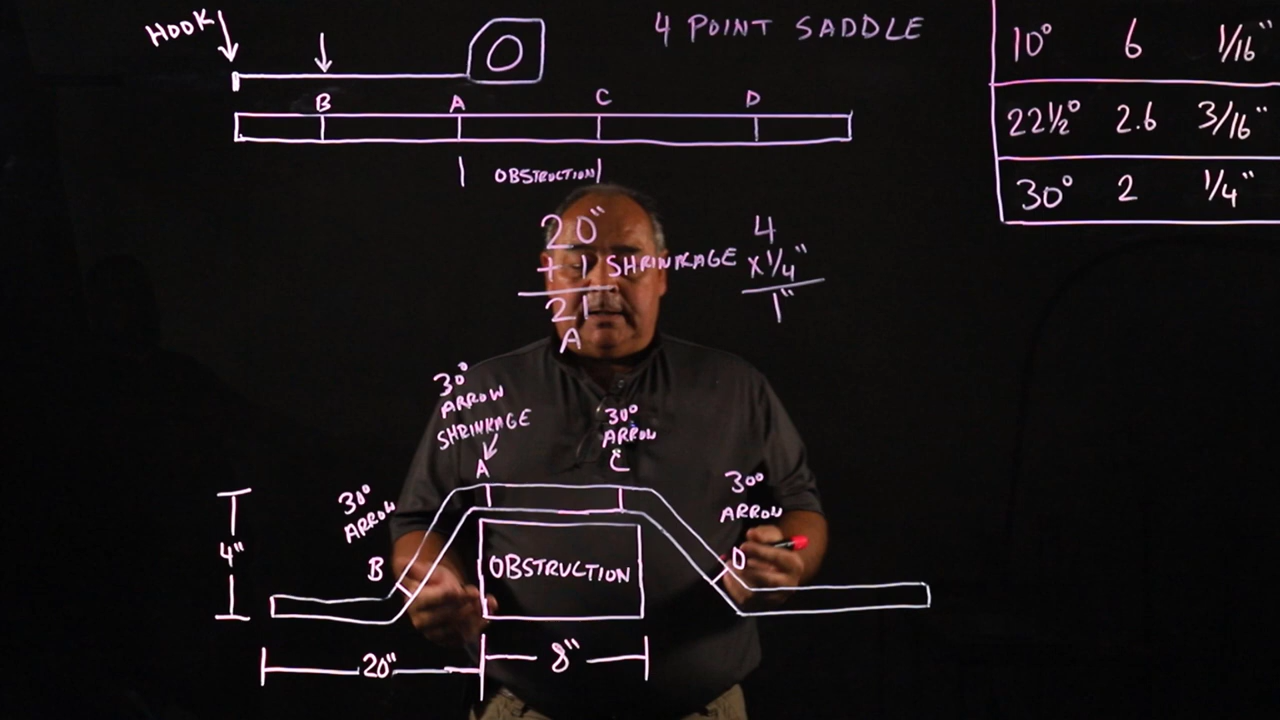 HOOK
4 POINT SADDLE
10° 6 1/16"
22½° 2.6 3/16"
30° 2 1/4"
B A C D
OBSTRUCTION
20"
+ 1 SHRINKAGE
21
A
4
x 1/4"
1"
30°
ARROW
SHRINKAGE
A
30°
ARROW
C
30°
ARROW
B
30°
ARROW
D
4"
OBSTRUCTION
20"
8"